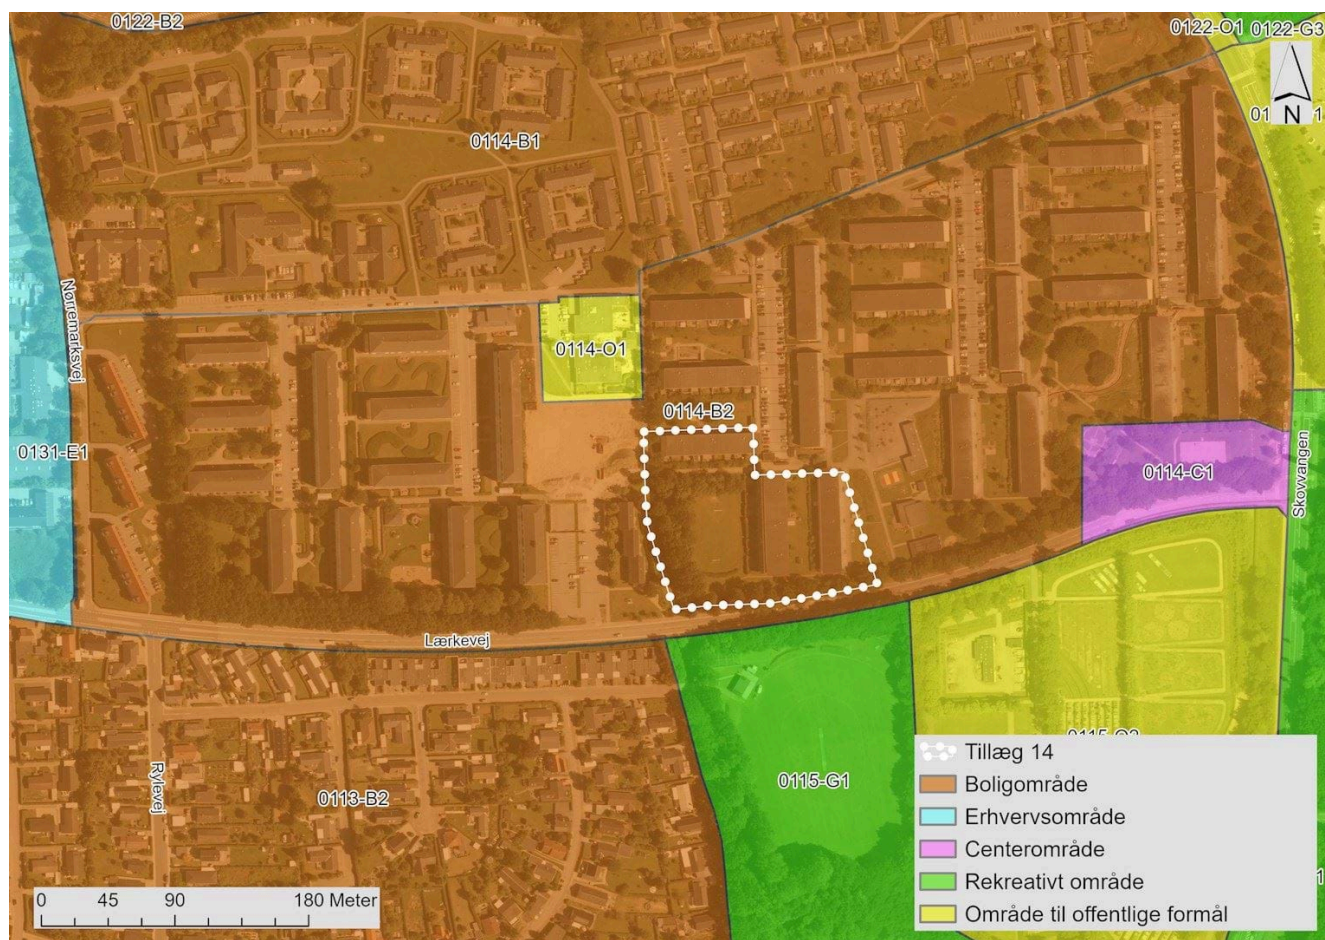 0122-B2
0122-O1
0122-G3
N
0114-B1
Nørremarksvej
0114-O1
0114-B2
0131-E1
0114-C1
Skovvangen
Lærkevej
Rylevej
0113-B2
0115-G1
Tillæg 14
Boligområde
Erhvervsområde
Centerområde
Rekreativt område
Område til offentlige formål
0 45 90 180 Meter